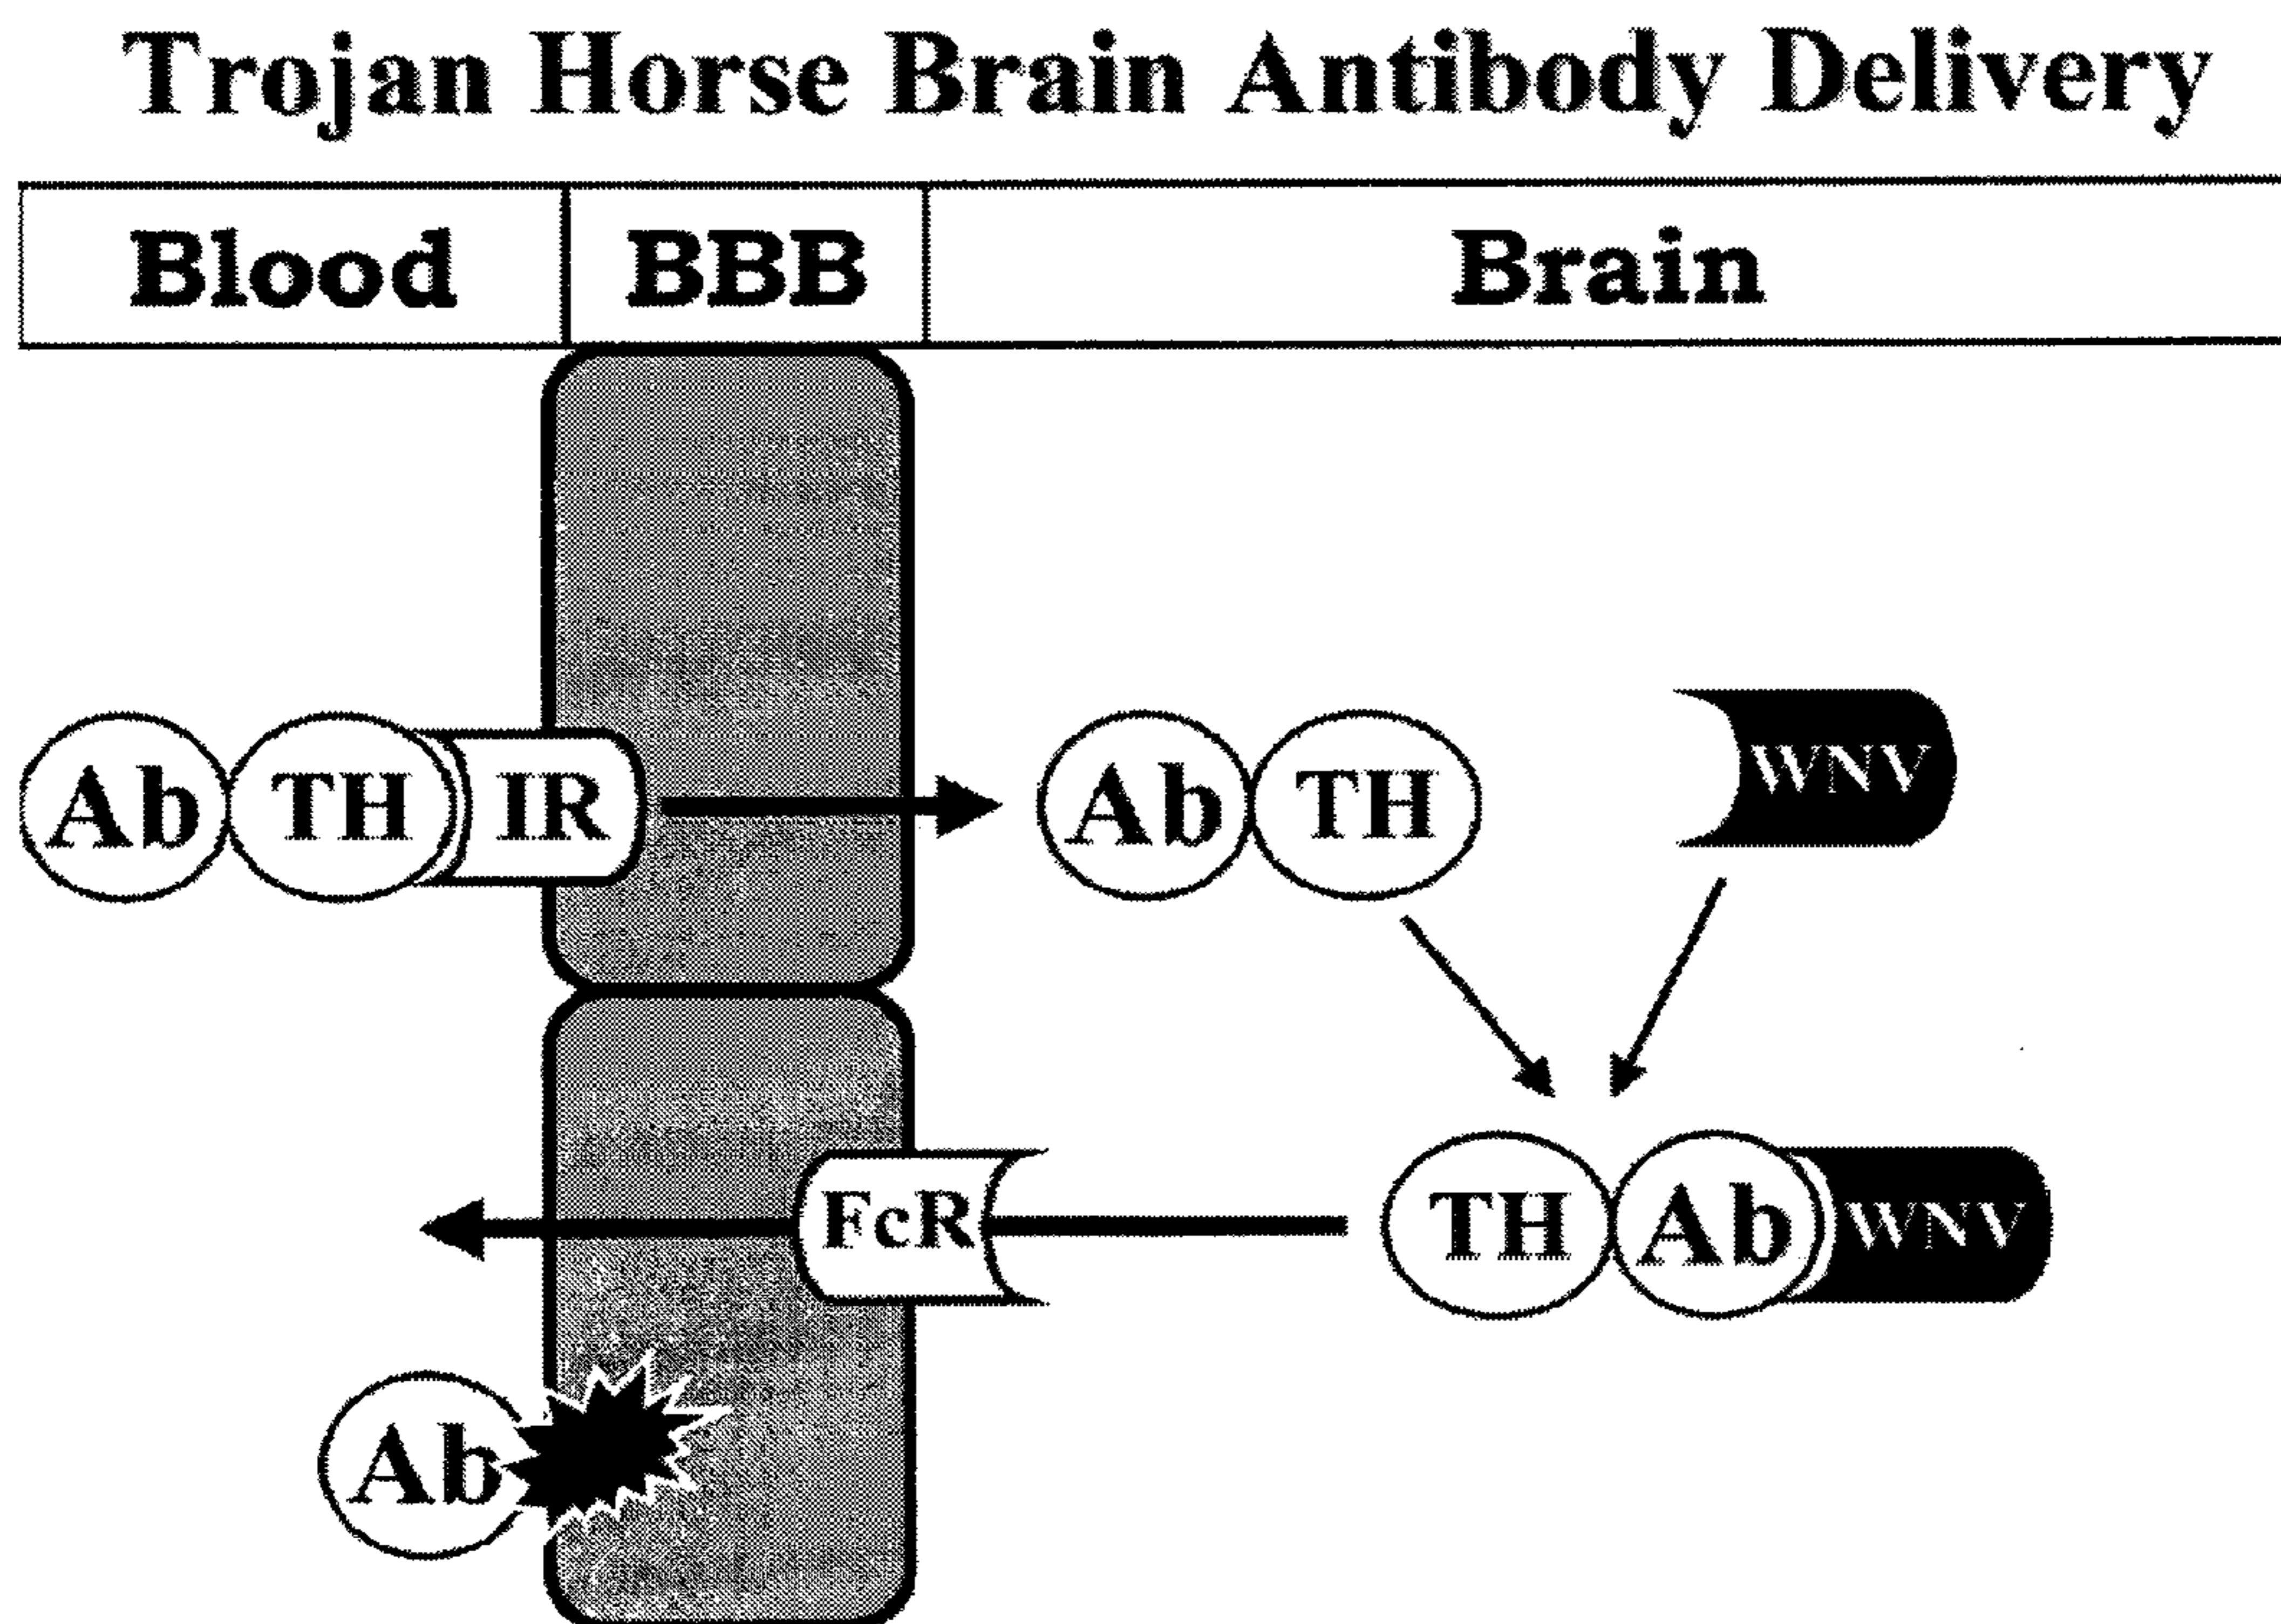 Trojan Horse Brain Antibody Delivery
Blood BBB Brain
Ab TH IR Ab TH WNV
FcR TH Ab WNV
Ab